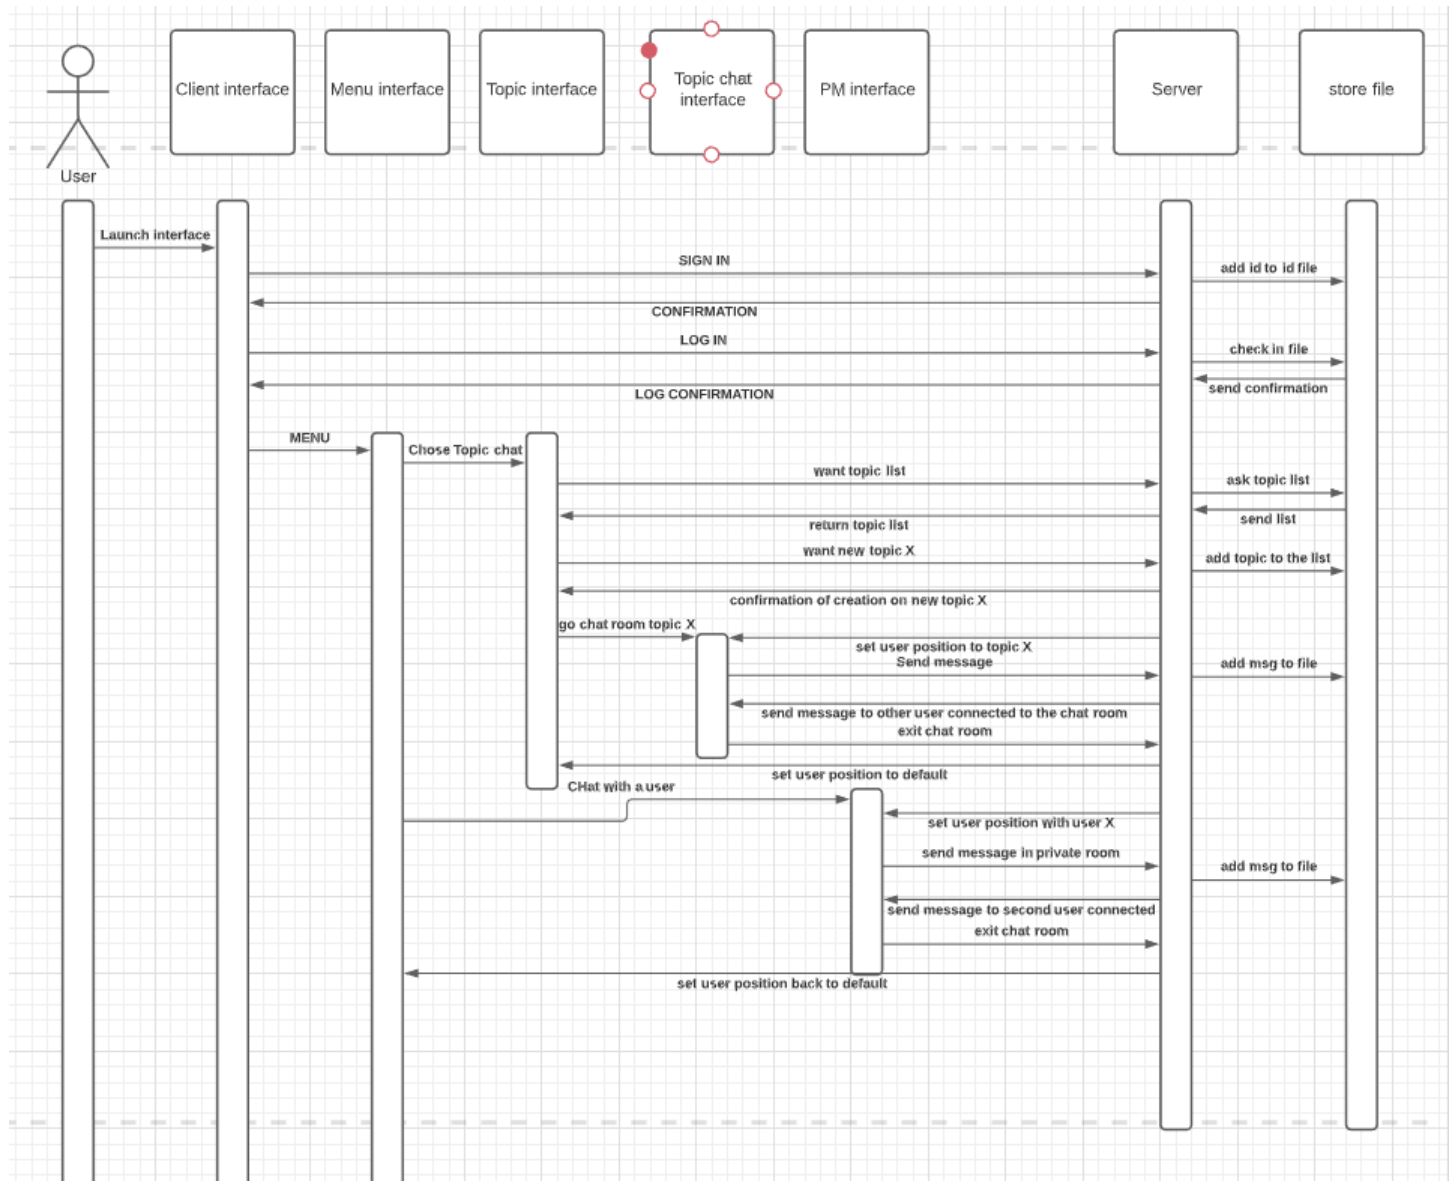 Client interface
Menu interface
Topic interface
Topic chat
interface
PM interface
Server
store file
User
Launch interface
SIGN IN
add id to id file
CONFIRMATION
LOG IN
check in file
send confirmation
LOG CONFIRMATION
MENU
Chose Topic chat
want topic list
ask topic list
send list
return topic list
want new topic X
add topic to the list
confirmation of creation on new topic X
go chat room topic X
set user position to topic X
Send message
add msg to file
send message to other user connected to the chat room
exit chat room
set user position to default
CHat with a user
set user position with user X
send message in private room
add msg to file
send message to second user connected
exit chat room
set user position back to default